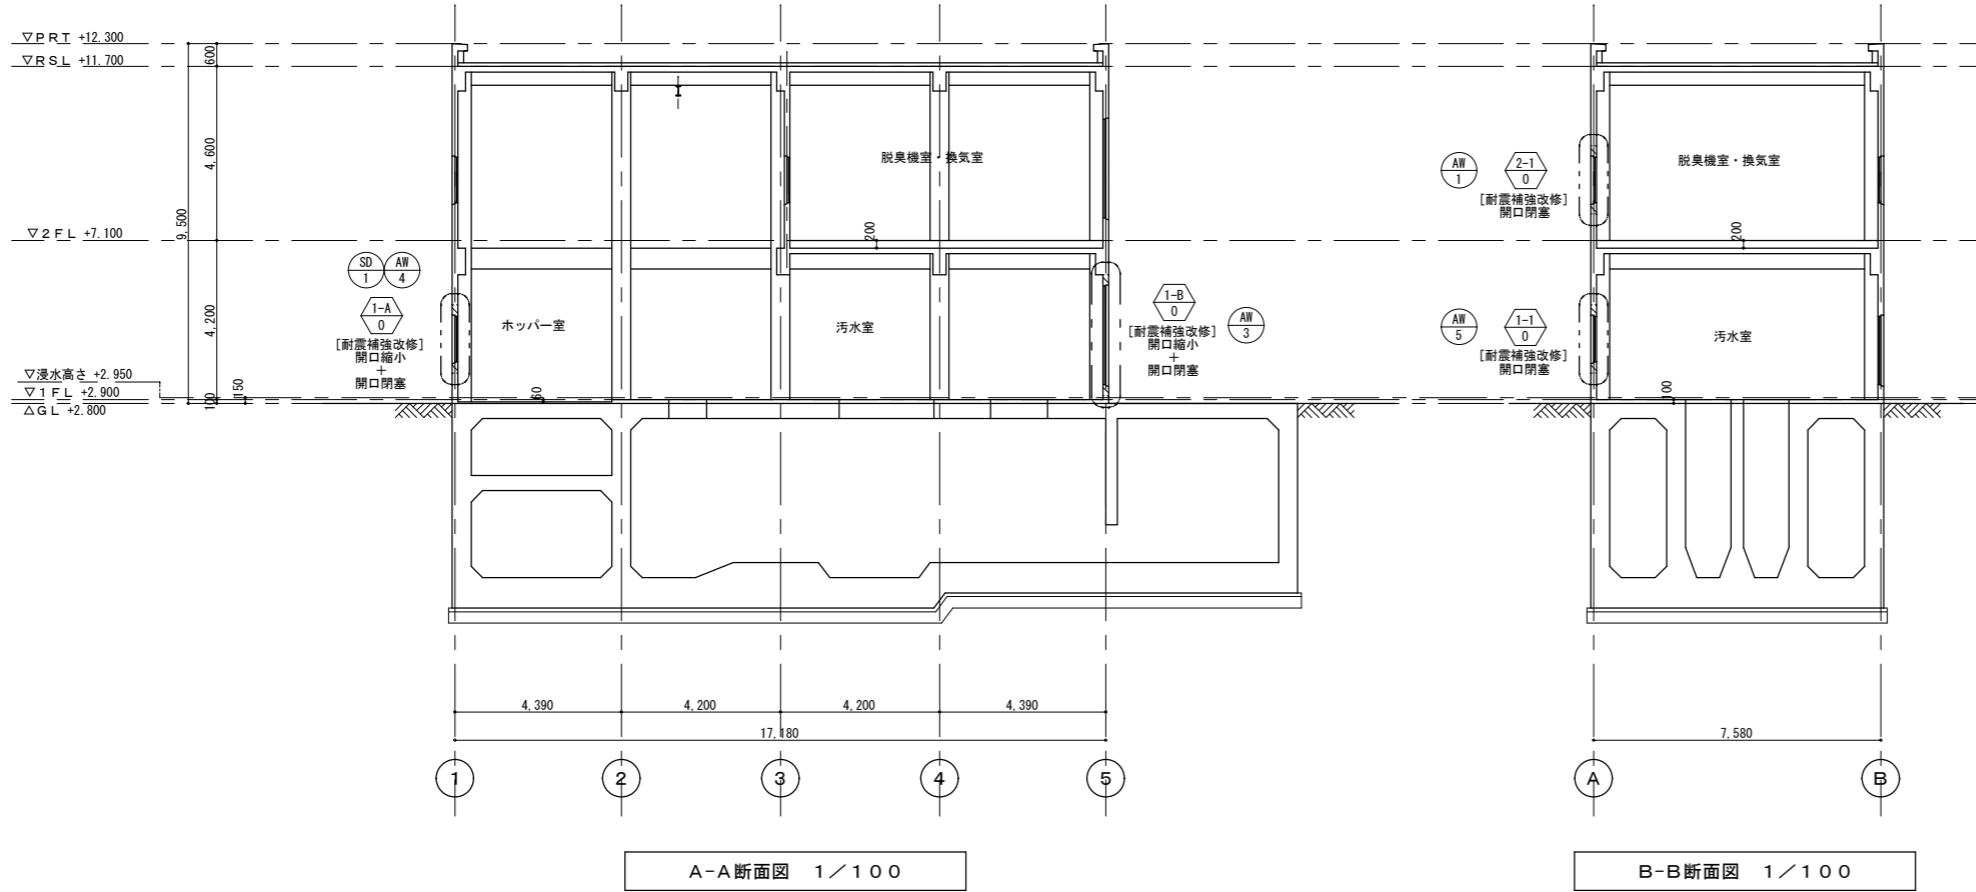 ▽PRT +12.300
▽RSL +11.700
▽2FL +7.100
▽浸水高さ +2.950
▽1FL +2.900
△GL +2.800
600
4,600
9,500
4,200
100
150
SD
1
AW
4
1-A
0
[耐震補強改修]
開口縮小
+
開口閉塞
ホッパー室
60
脱臭機室・換気室
200
汚水室
1-B
0
[耐震補強改修]
開口縮小
+
開口閉塞
AW
3
4,390
4,200
4,200
4,390
17,180
1
2
3
4
5
A-A断面図 1/100
AW
1
2-1
0
[耐震補強改修]
開口閉塞
脱臭機室・換気室
200
AW
5
1-1
0
[耐震補強改修]
開口閉塞
汚水室
100
7,580
A
B
B-B断面図 1/100